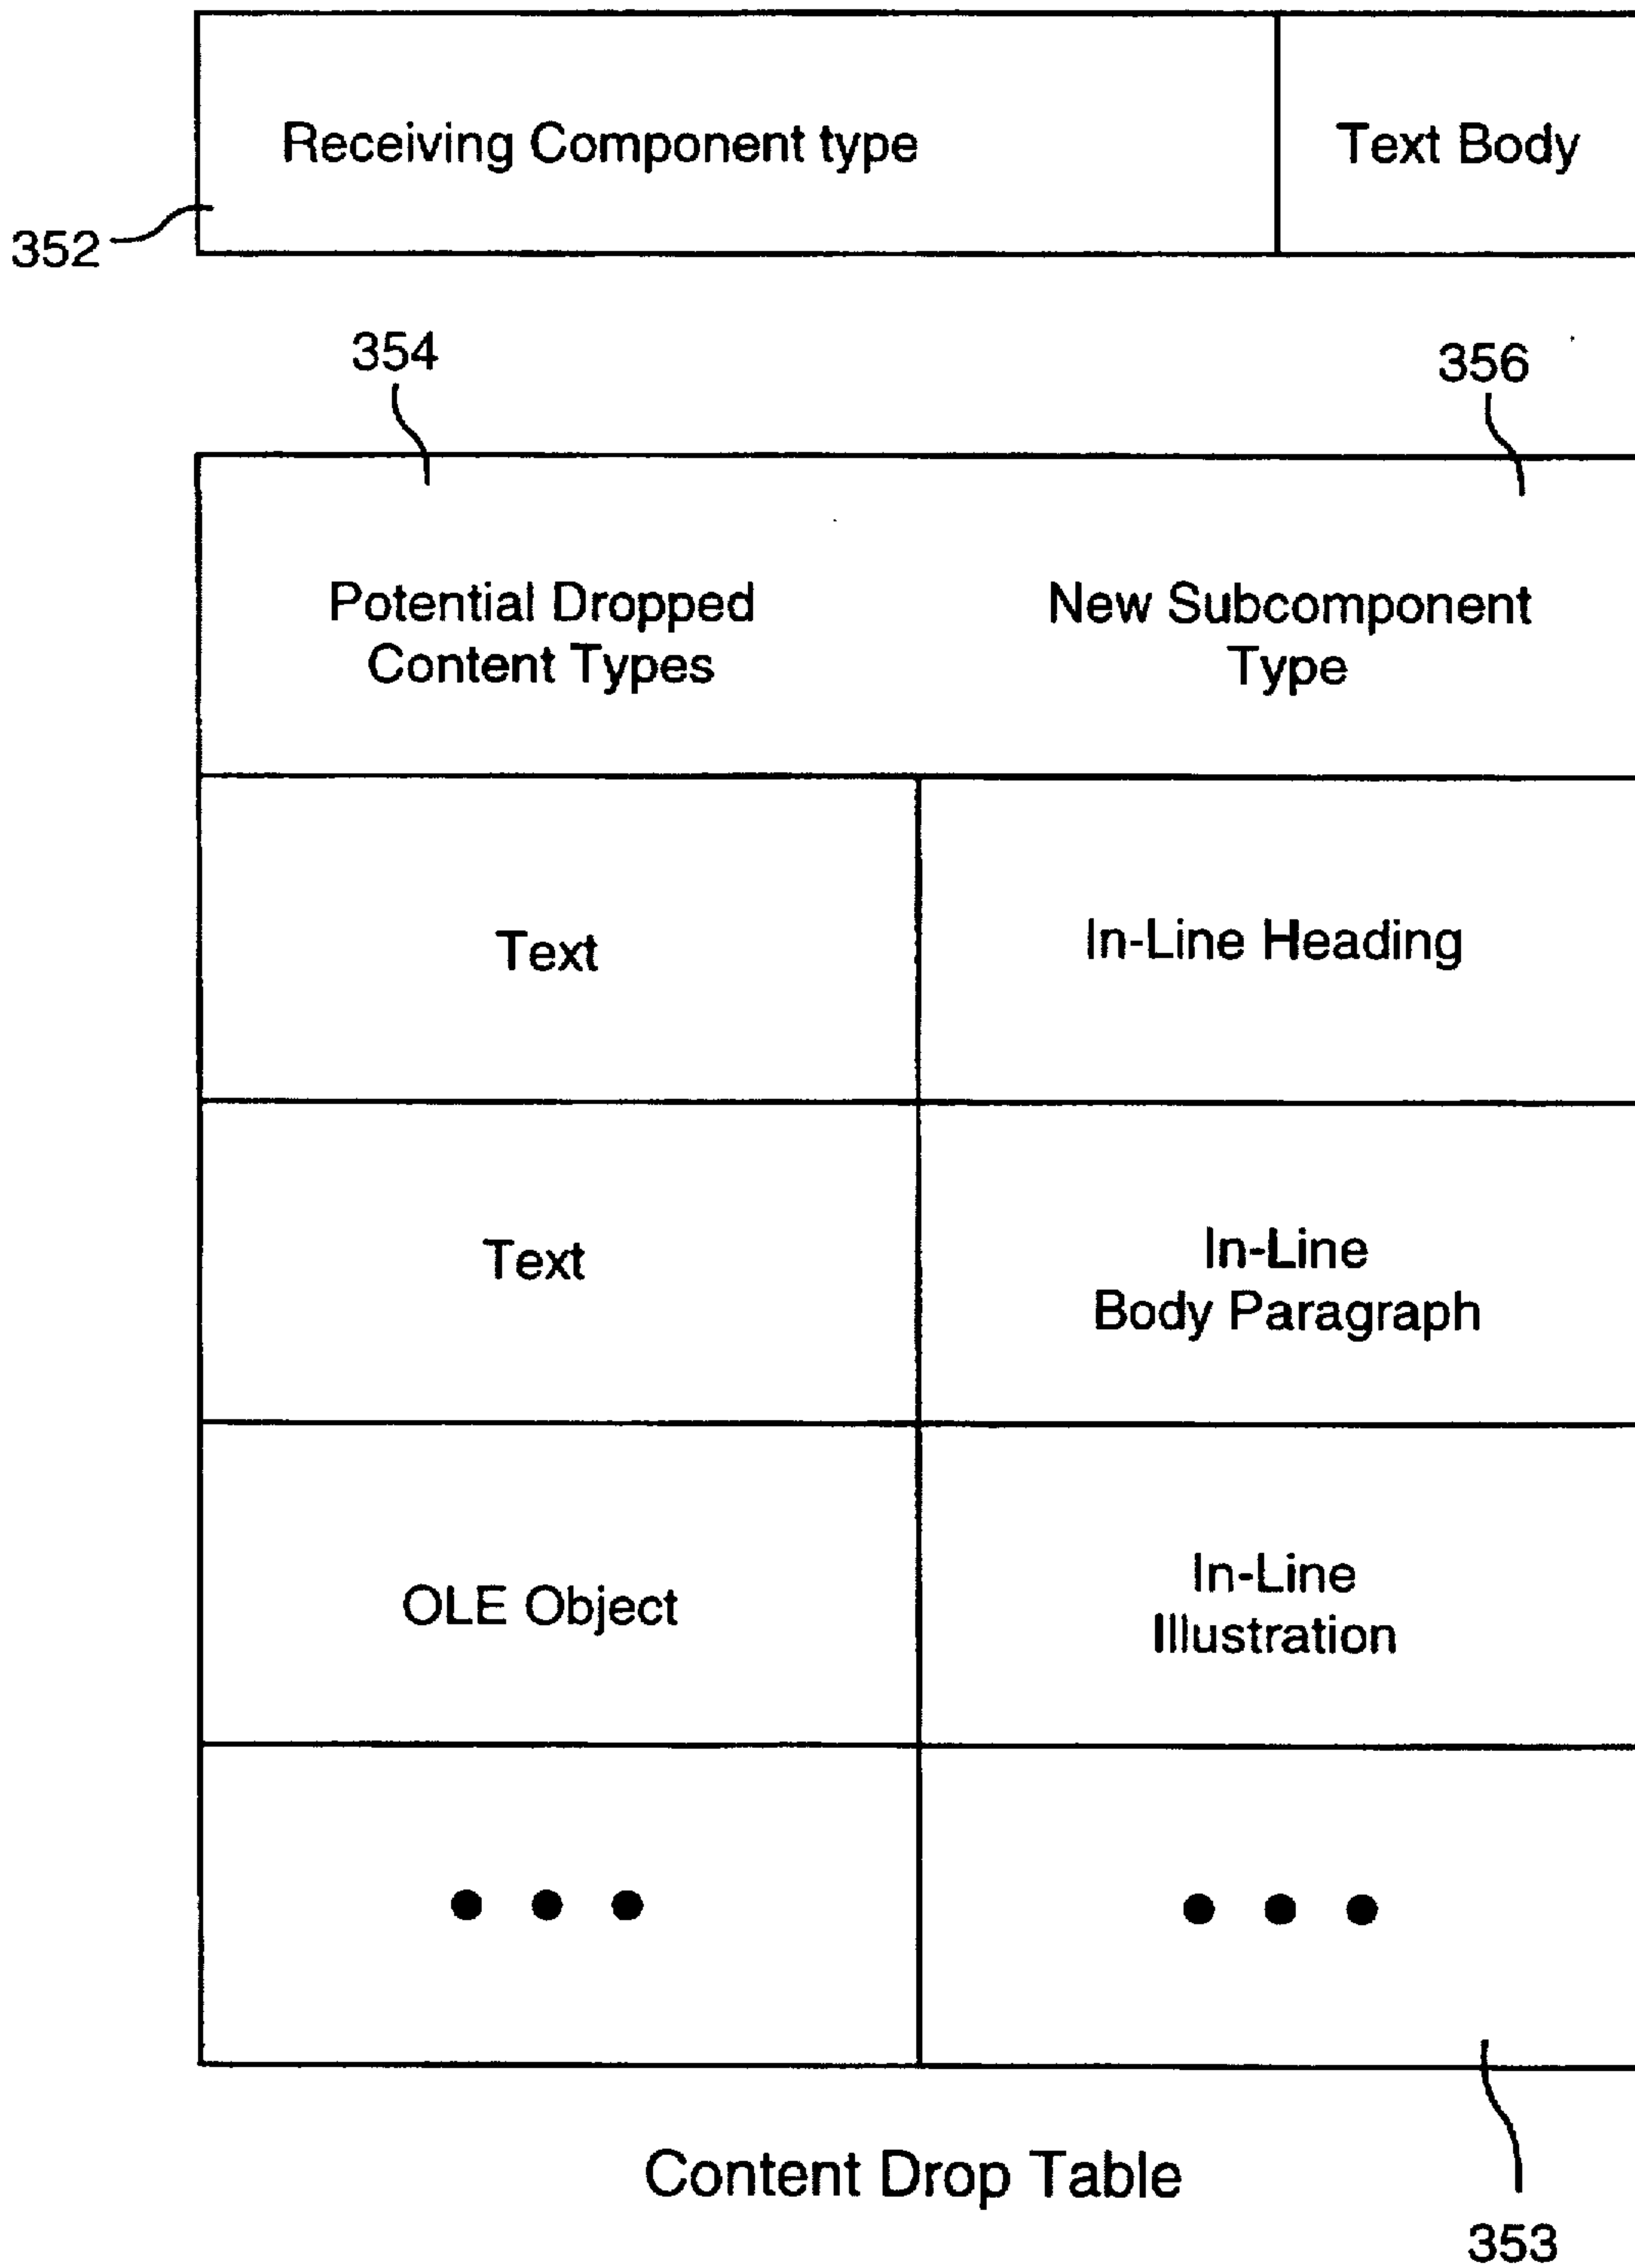 Receiving Component type Text Body
352
354 356
Potential Dropped New Subcomponent
Content Types Type
Text In-Line Heading
Text In-Line
Body Paragraph
OLE Object In-Line
Illustration
• • • • • •
Content Drop Table
353